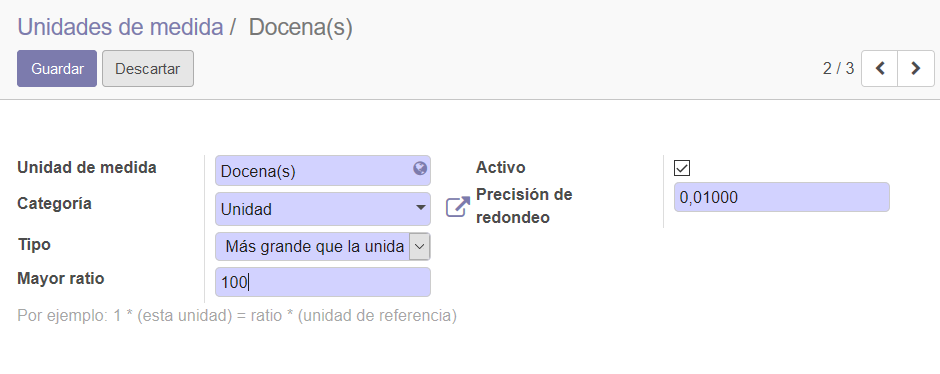 Unidades de medida / Docena(s)
Guardar Descartar 2 / 3
Unidad de medida Docena(s) Activo
Categoría Unidad Precisión de redondeo 0,01000
Tipo Más grande que la unida
Mayor ratio 100
Por ejemplo: 1 * (esta unidad) = ratio * (unidad de referencia)